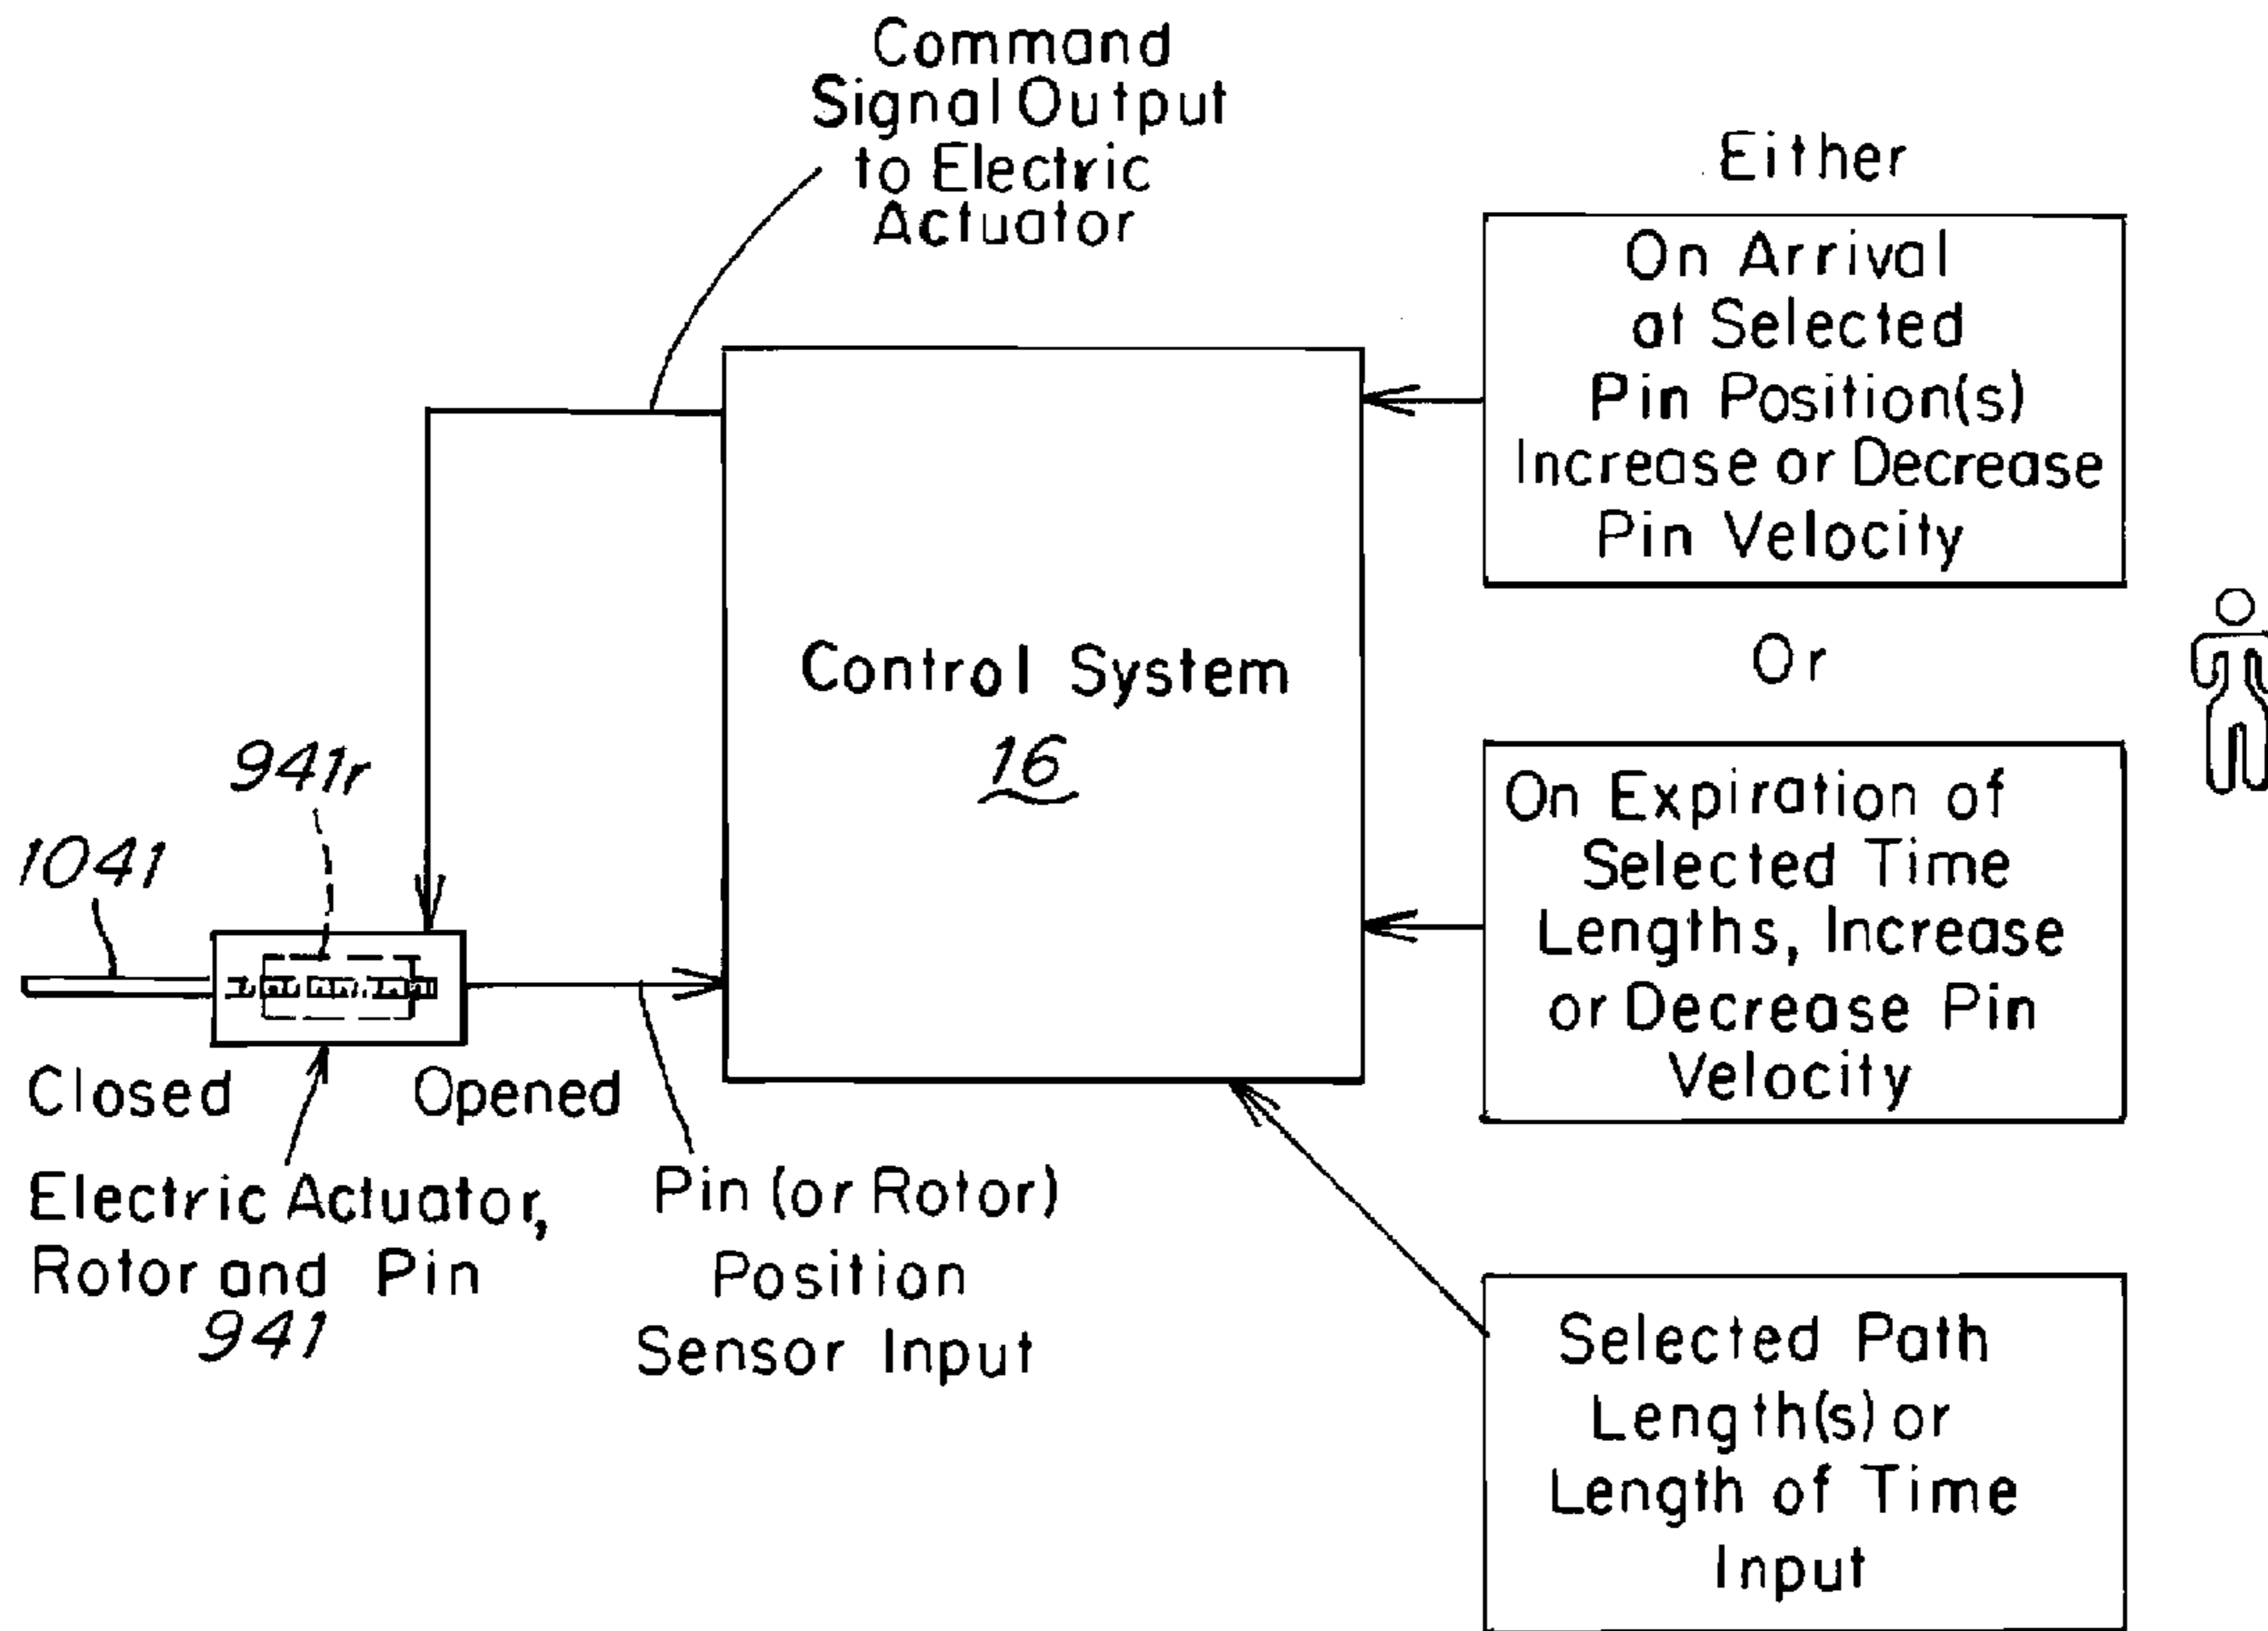 Command
Signal Output
to Electric
Actuator
Either
On Arrival
at Selected
Pin Position(s)
Increase or Decrease
Pin Velocity
Or
Control System
16
On Expiration of
Selected Time
Lengths, Increase
or Decrease Pin
Velocity
941r
1041
Closed
Opened
Electric Actuator,
Rotor and Pin
941
Pin (or Rotor)
Position
Sensor Input
Selected Path
Length(s) or
Length of Time
Input